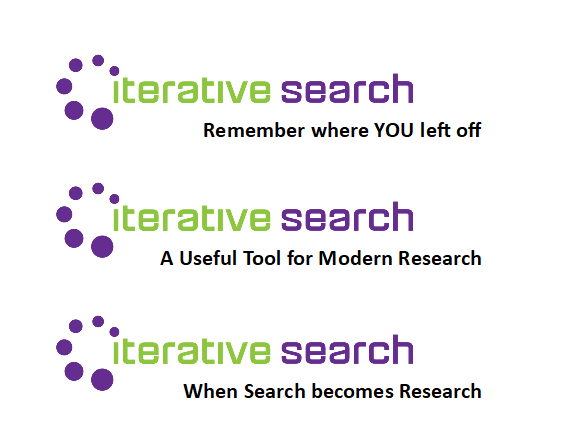 iterative search
Remember where YOU left off
iterative search
A Useful Tool for Modern Research
iterative search
When Search becomes Research